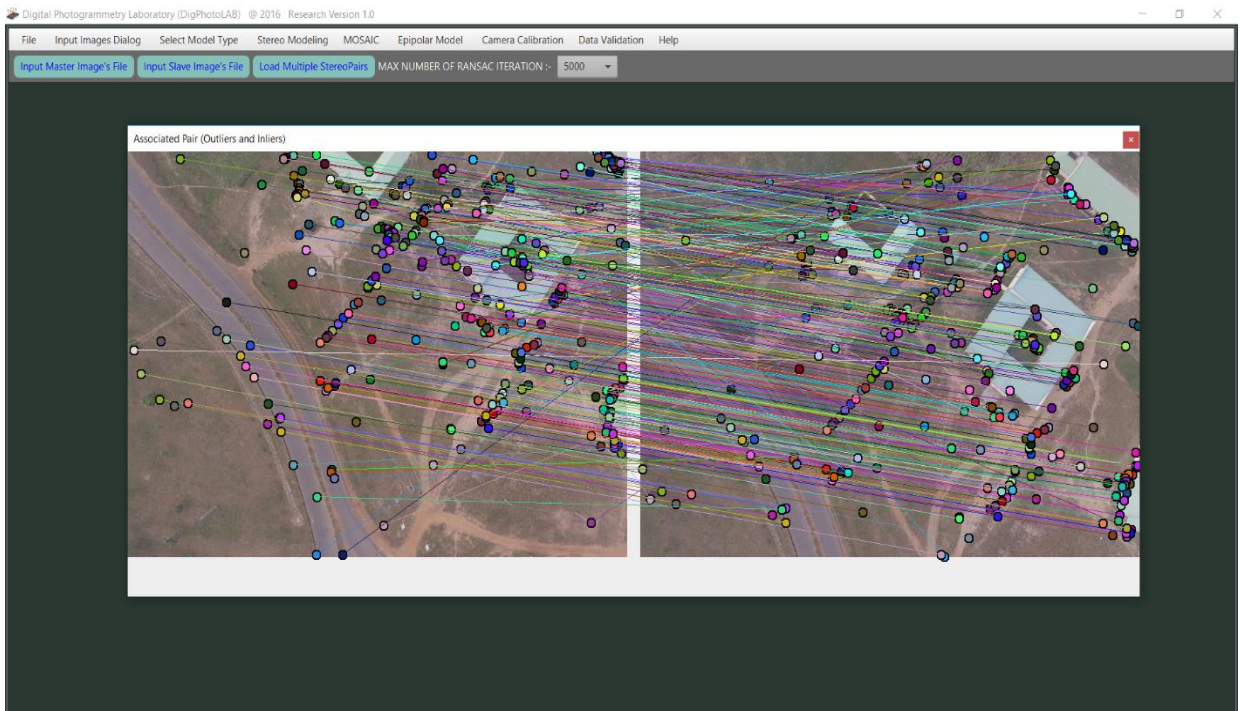 Digital Photogrammetry Laboratory (DigPhotoLAB) @ 2016 Research Version 1.0
File Input Images Dialog Select Model Type Stereo Modeling MOSAIC Epipolar Model Camera Calibration Data Validation Help
Input Master Image's File Input Slave Image's File Load Multiple StereoPairs MAX NUMBER OF RANSAC ITERATION :- 5000
Associated Pair (Outliers and Inliers)